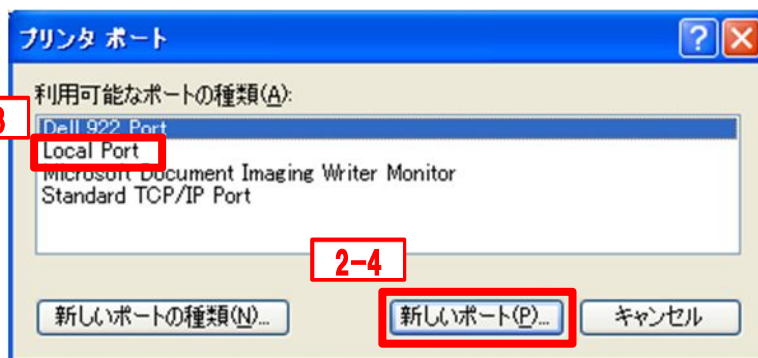 プリンタ ポート
利用可能なポートの種類(A):
3
Dell 922 Port
Local Port
Microsoft Document Imaging Writer Monitor
Standard TCP/IP Port
2-4
新しいポートの種類(N)...
新しいポート(P)...
キャンセル